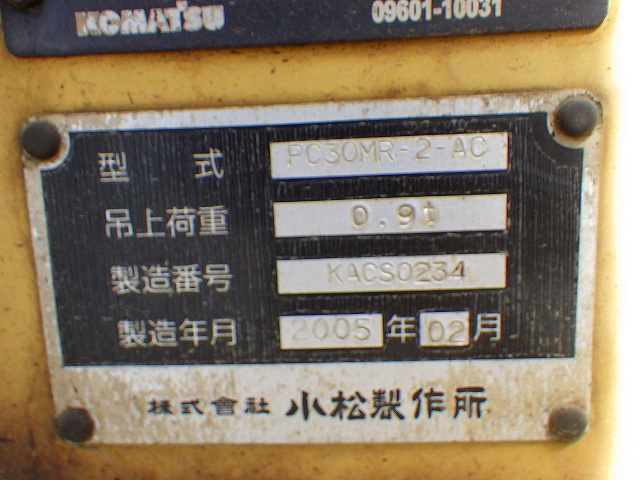 KOMATSU 09601-10031
型 式 PC30MR-2-AC
吊上荷重 0.9t
製造番号 KACS0234
製造年月 2005年02月
株式會社 小松製作所